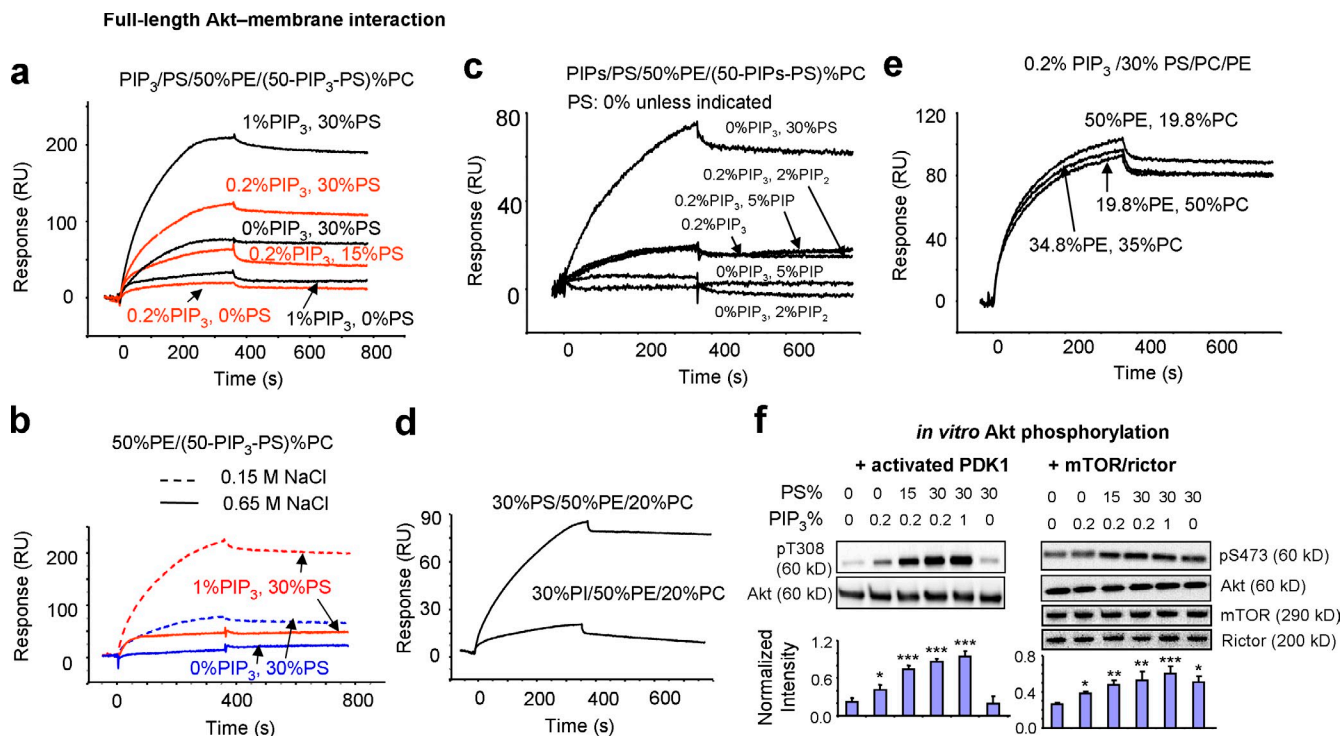 Full-length Akt–membrane interaction
a
PIP3/PS/50%PE/(50-PIP3-PS)%PC
Response (RU)
200
100
50
0
1%PIP3, 30%PS
0.2%PIP3, 30%PS
0%PIP3, 30%PS
0.2%PIP3, 15%PS
0.2%PIP3, 0%PS
1%PIP3, 0%PS
0 200 400 600 800
Time (s)
b
50%PE/(50-PIP3-PS)%PC
0.15 M NaCl
0.65 M NaCl
Response (RU)
200
100
50
0
1%PIP3, 30%PS
0%PIP3, 30%PS
0 200 400 600 800
Time (s)
c
PIPs/PS/50%PE/(50-PIPs-PS)%PC
PS: 0% unless indicated
Response (RU)
80
40
0
0%PIP3, 30%PS
0.2%PIP3, 2%PIP2
0.2%PIP3, 5%PIP
0.2%PIP3
0%PIP3, 5%PIP
0%PIP3, 2%PIP2
0 200 400 600
Time (s)
d
Response (RU)
90
60
30
0
30%PS/50%PE/20%PC
30%PI/50%PE/20%PC
0 200 400 600
Time (s)
e
0.2% PIP3 /30% PS/PC/PE
Response (RU)
120
80
40
0
50%PE, 19.8%PC
19.8%PE, 50%PC
34.8%PE, 35%PC
0 200 400 600
Time (s)
f
in vitro Akt phosphorylation
+ activated PDK1
PS% 0 0 15 30 30 30
PIP3% 0 0.2 0.2 0.2 1 0
pT308
(60 kD)
Akt (60 kD)
Normalized
Intensity
1.2
0.6
0.0
* *** *** ***
+ mTOR/rictor
0 0 15 30 30 30
0 0.2 0.2 0.2 1 0
pS473 (60 kD)
Akt (60 kD)
mTOR (290 kD)
Rictor (200 kD)
0.8
0.4
0.0
* ** ** *** *